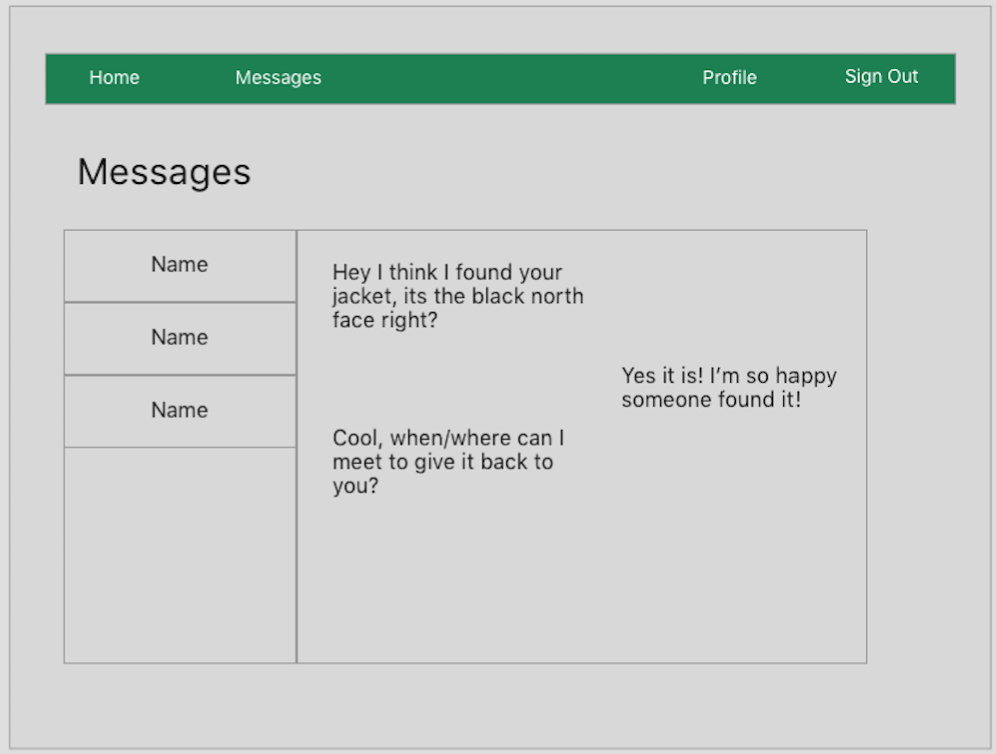 Home Messages Profile Sign Out
Messages
Name
Name
Name
Hey I think I found your
jacket, its the black north
face right?
Yes it is! I’m so happy
someone found it!
Cool, when/where can I
meet to give it back to
you?